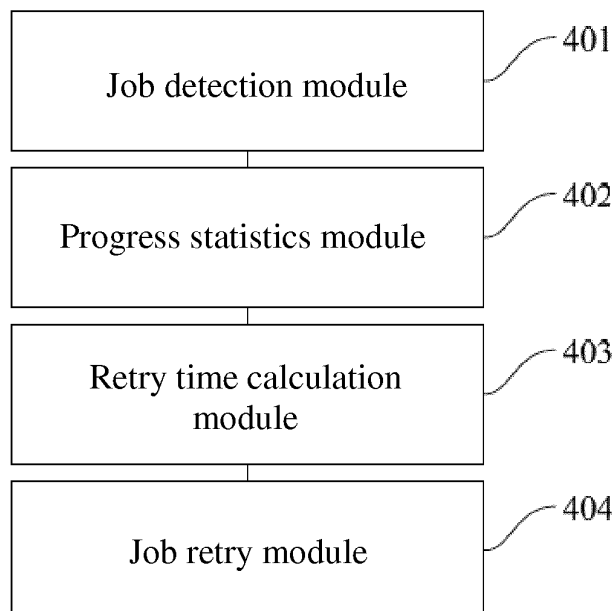 401
Job detection module
402
Progress statistics module
403
Retry time calculation
module
404
Job retry module